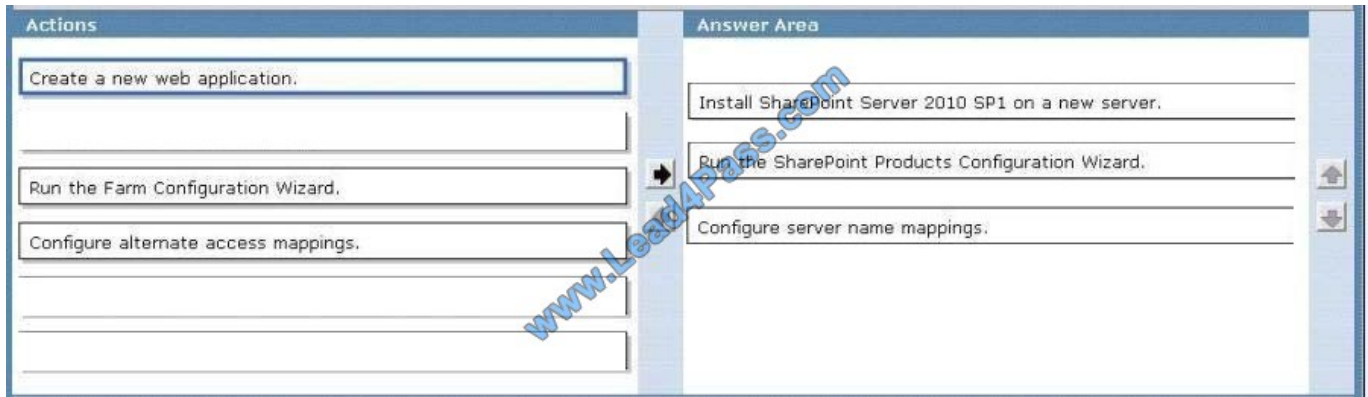 Actions
Create a new web application.
Run the Farm Configuration Wizard.
Configure alternate access mappings.
Answer Area
Install SharePoint Server 2010 SP1 on a new server.
Run the SharePoint Products Configuration Wizard.
Configure server name mappings.
www.Lead4Pass.com